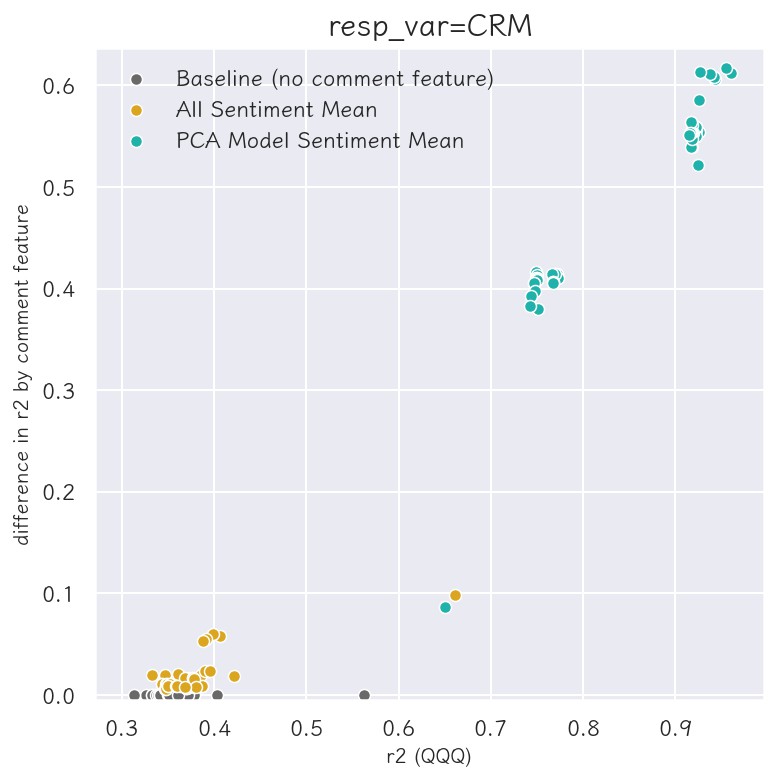 resp_var=CRM
Baseline (no comment feature)
All Sentiment Mean
PCA Model Sentiment Mean
difference in r2 by comment feature
0.6
0.5
0.4
0.3
0.2
0.1
0.0
0.3 0.4 0.5 0.6 0.7 0.8 0.9
r2 (QQQ)